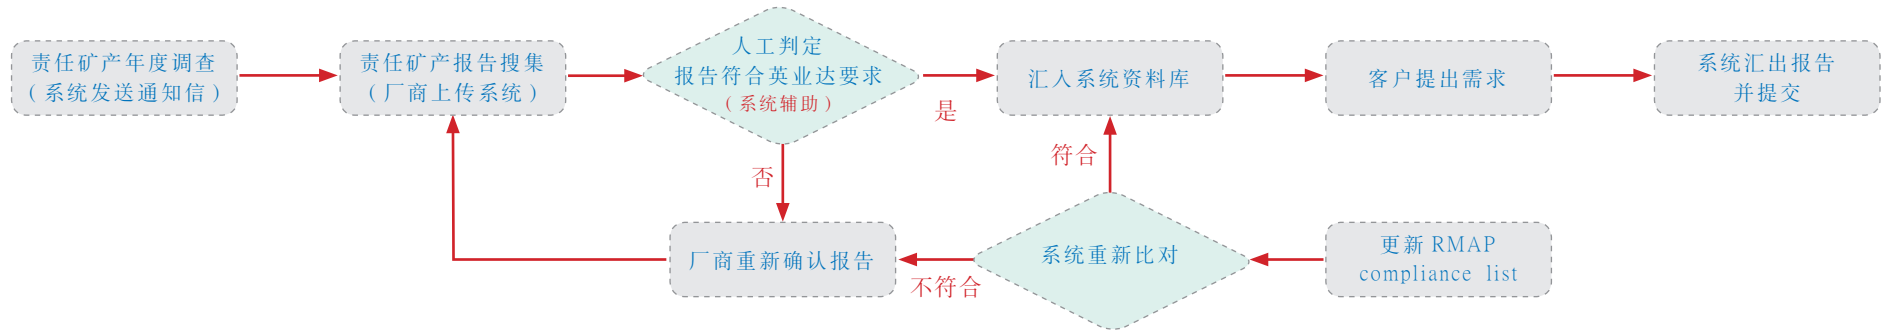 责任矿产年度调查
（系统发送通知信）
责任矿产报告搜集
（厂商上传系统）
人工判定
报告符合英业达要求
（系统辅助）
是
否
汇入系统资料库
客户提出需求
系统汇出报告
并提交
符合
厂商重新确认报告
不符合
系统重新比对
更新 RMAP
compliance list